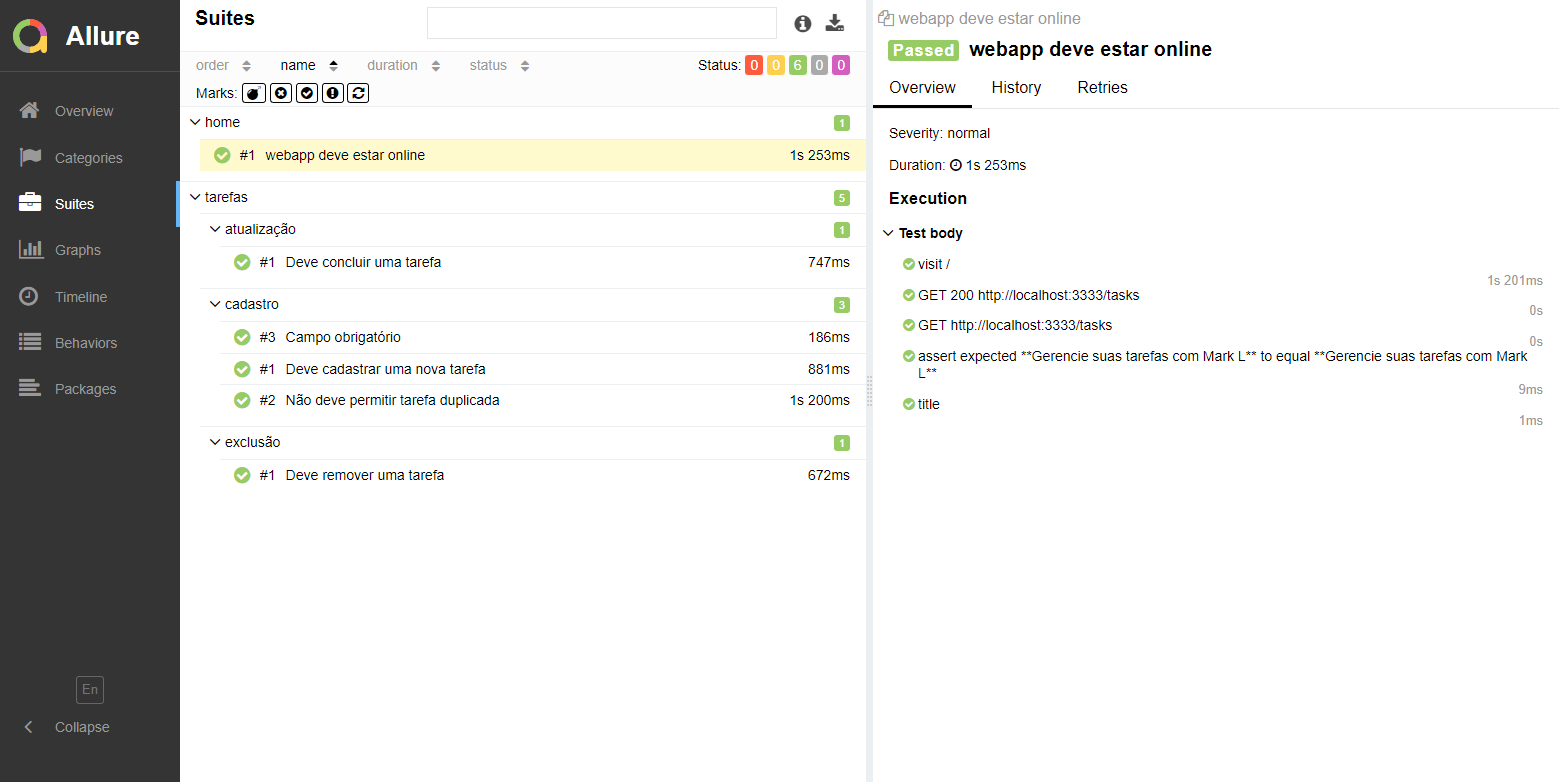 Allure
Overview
Categories
Suites
Graphs
Timeline
Behaviors
Packages
En
Collapse
Suites
order name duration status Status: 0 0 6 0 0
Marks:
home 1
#1 webapp deve estar online 1s 253ms
tarefas 5
atualização 1
#1 Deve concluir uma tarefa 747ms
cadastro 3
#3 Campo obrigatório 186ms
#1 Deve cadastrar uma nova tarefa 881ms
#2 Não deve permitir tarefa duplicada 1s 200ms
exclusão 1
#1 Deve remover uma tarefa 672ms
webapp deve estar online
Passed webapp deve estar online
Overview History Retries
Severity: normal
Duration: 1s 253ms
Execution
Test body
visit /
1s 201ms
GET 200 http://localhost:3333/tasks
0s
GET http://localhost:3333/tasks
0s
assert expected **Gerencie suas tarefas com Mark L** to equal **Gerencie suas tarefas com Mark
L**
9ms
title
1ms